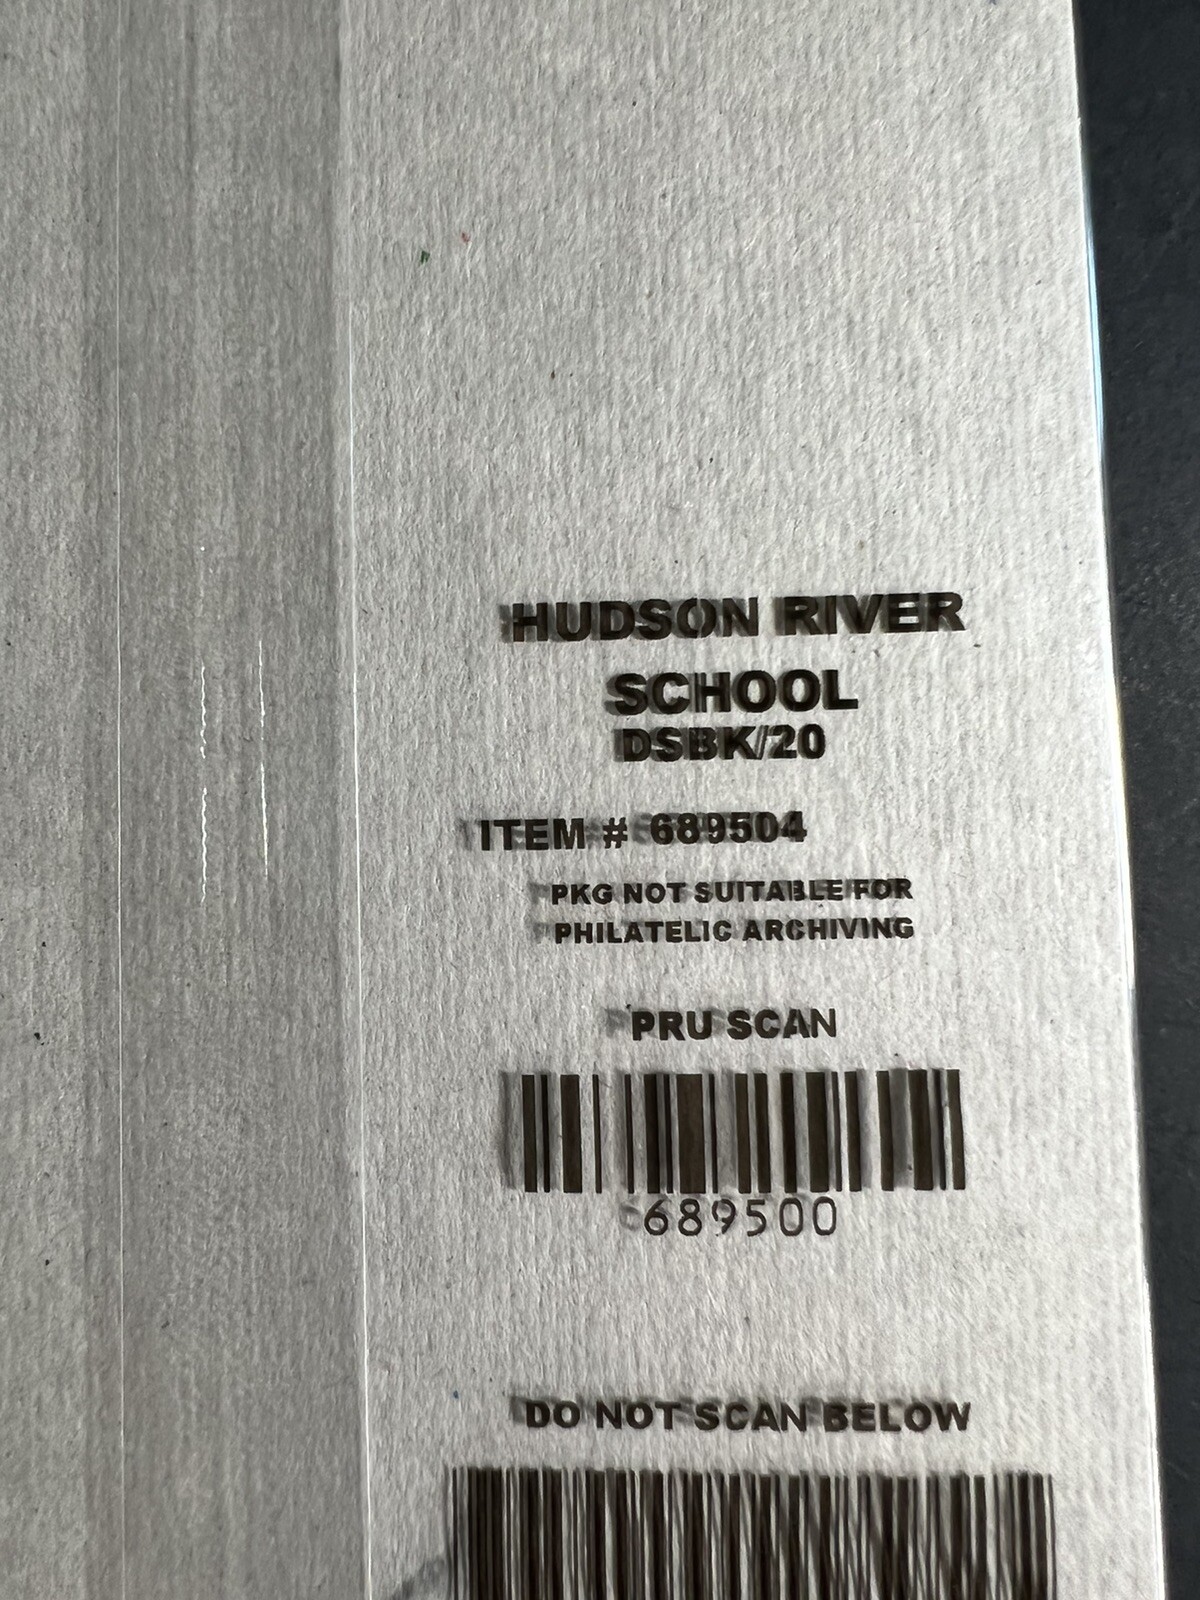 HUDSON RIVER
SCHOOL
DSBK/20
ITEM # 689504
PKG NOT SUITABLE FOR
PHILATELIC ARCHIVING
PRU SCAN
689500
DO NOT SCAN BELOW